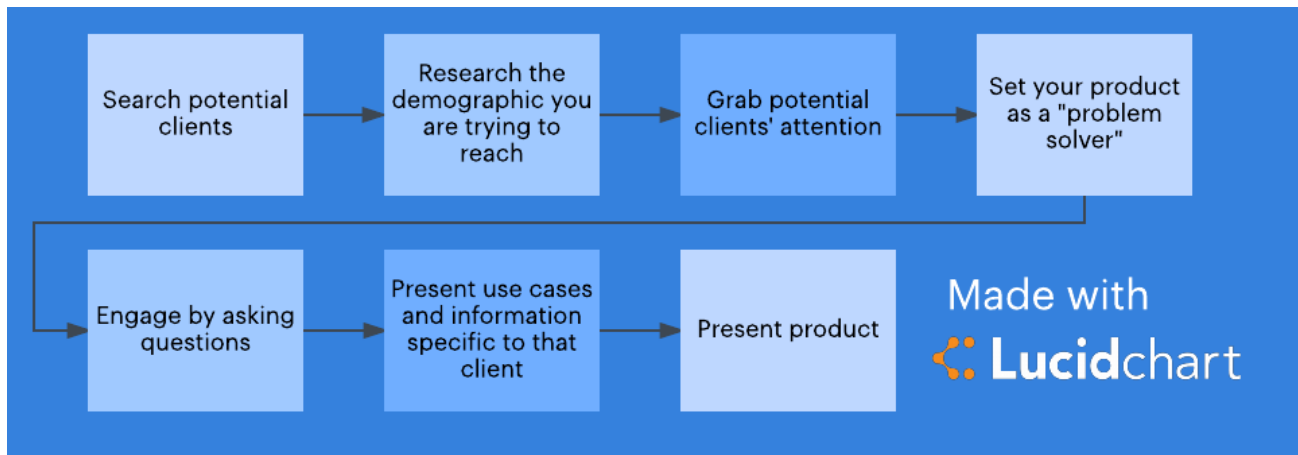 Search potential
clients
Research the
demographic you
are trying to
reach
Grab potential
clients' attention
Set your product
as a "problem
solver"
Engage by asking
questions
Present use cases
and information
specific to that
client
Present product
Made with
Lucidchart